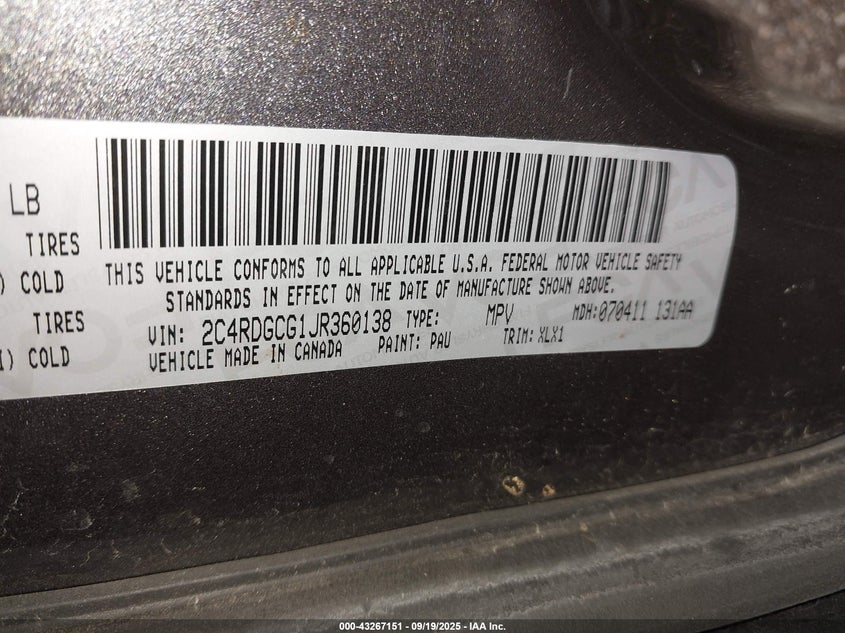 LB
TIRES
) COLD
TIRES
I) COLD
THIS VEHICLE CONFORMS TO ALL APPLICABLE U.S.A. FEDERAL MOTOR VEHICLE SAFETY
STANDARDS IN EFFECT ON THE DATE OF MANUFACTURE SHOWN ABOVE.
VIN: 2C4RDGCG1JR360138 TYPE: MPV MDH:070411 131AA
VEHICLE MADE IN CANADA PAINT: PAU TRIM: XLX1
000-43267151 - 09/19/2025 - IAA Inc.